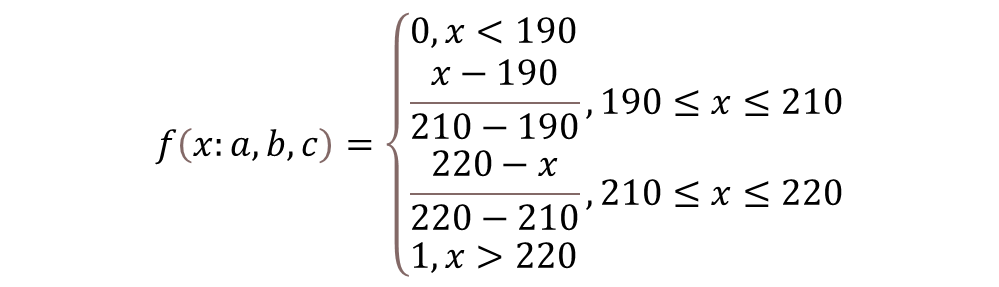 0, x < 190
x − 190
210 − 190
, 190 ≤ x ≤ 210
f(x: a, b, c) =
220 − x
220 − 210
, 210 ≤ x ≤ 220
1, x > 220